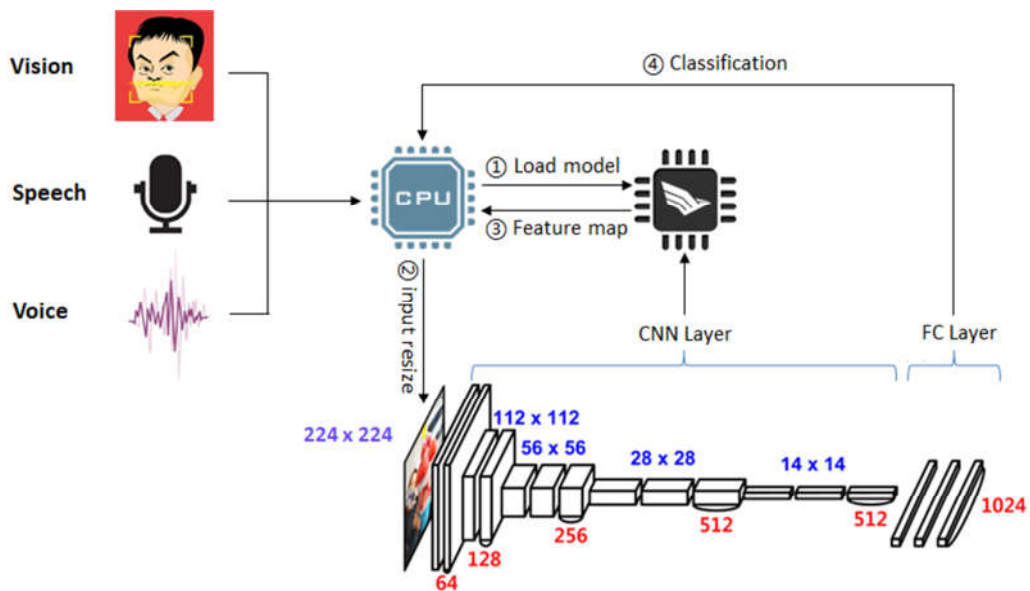 Vision
Speech
Voice
④ Classification
CPU
① Load model
③ Feature map
② input resize
CNN Layer
FC Layer
224 x 224
112 x 112
56 x 56
28 x 28
14 x 14
64
128
256
512
512
1024